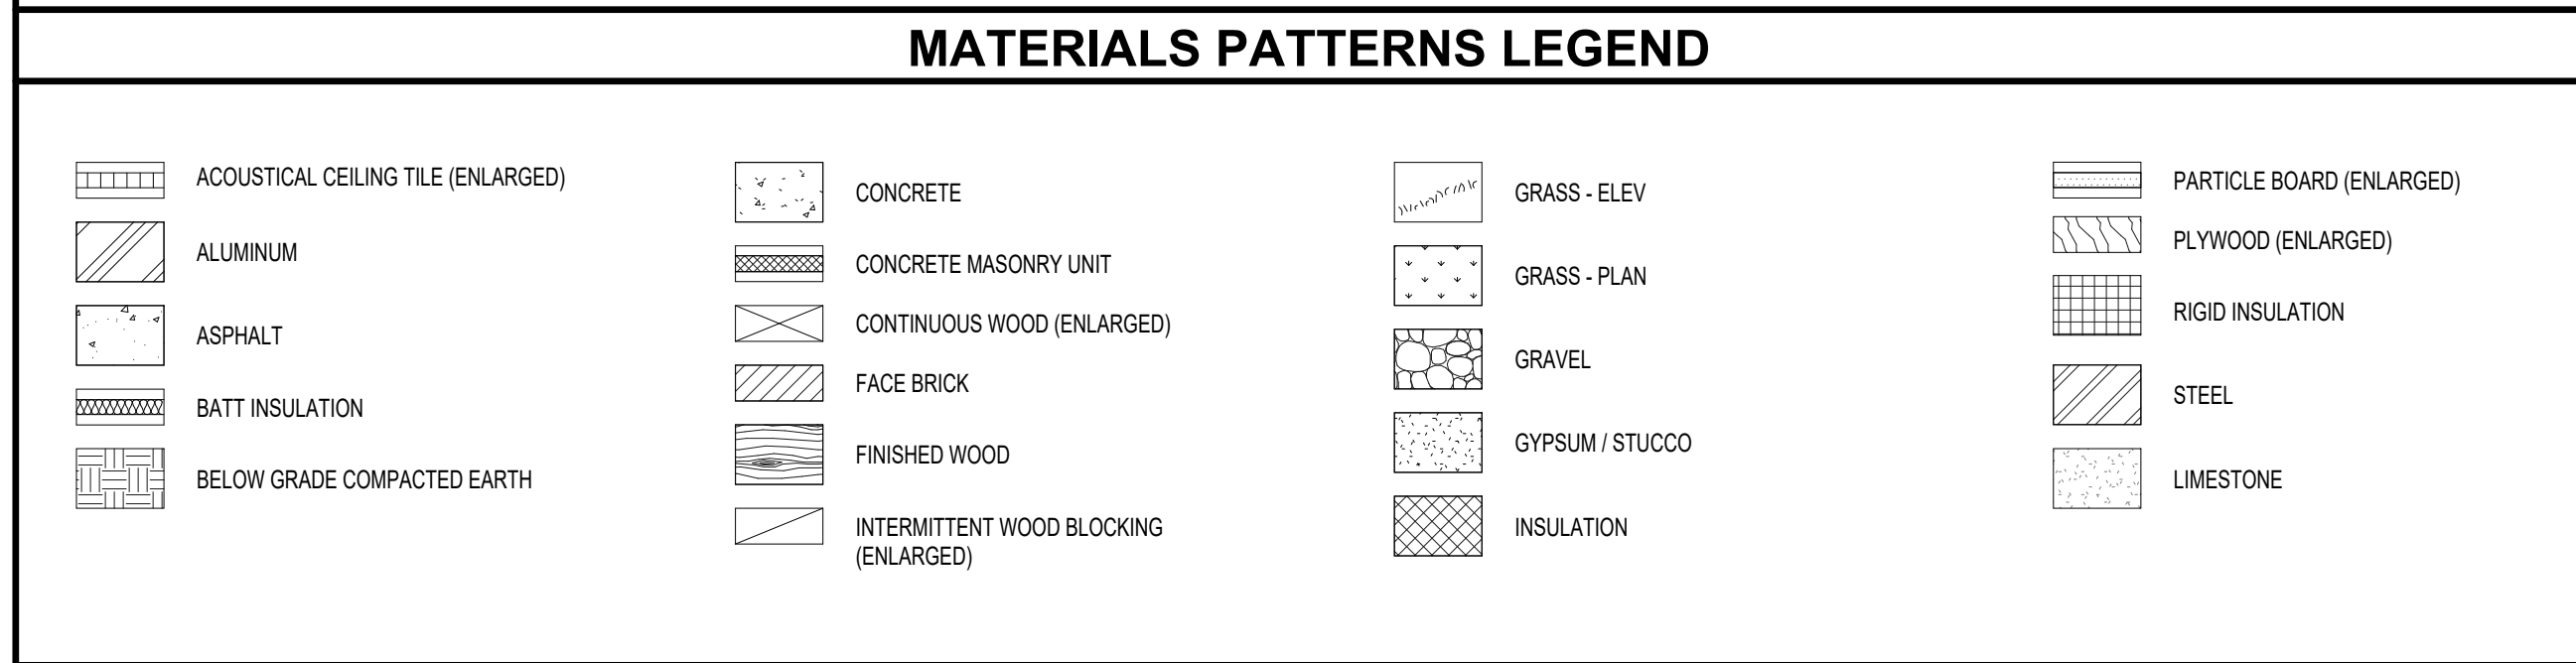 MATERIALS PATTERNS LEGEND
ACOUSTICAL CEILING TILE (ENLARGED)
ALUMINUM
ASPHALT
BATT INSULATION
BELOW GRADE COMPACTED EARTH
CONCRETE
CONCRETE MASONRY UNIT
CONTINUOUS WOOD (ENLARGED)
FACE BRICK
FINISHED WOOD
INTERMITTENT WOOD BLOCKING
(ENLARGED)
GRASS - ELEV
GRASS - PLAN
GRAVEL
GYPSUM / STUCCO
INSULATION
PARTICLE BOARD (ENLARGED)
PLYWOOD (ENLARGED)
RIGID INSULATION
STEEL
LIMESTONE